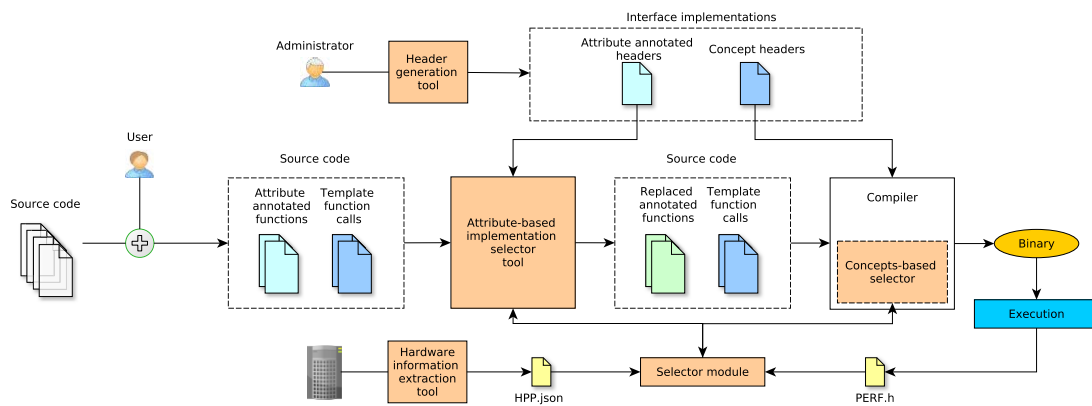 Interface implementations
Administrator
Header
generation
tool
Attribute annotated
headers
Concept headers
User
Source code
Source code
Source code
Attribute
annotated
functions
Template
function
calls
Attribute-based
implementation
selector
tool
Replaced
annotated
functions
Template
function
calls
Compiler
Concepts-based
selector
Binary
Execution
Hardware
information
extraction
tool
HPP.json
Selector module
PERF.h